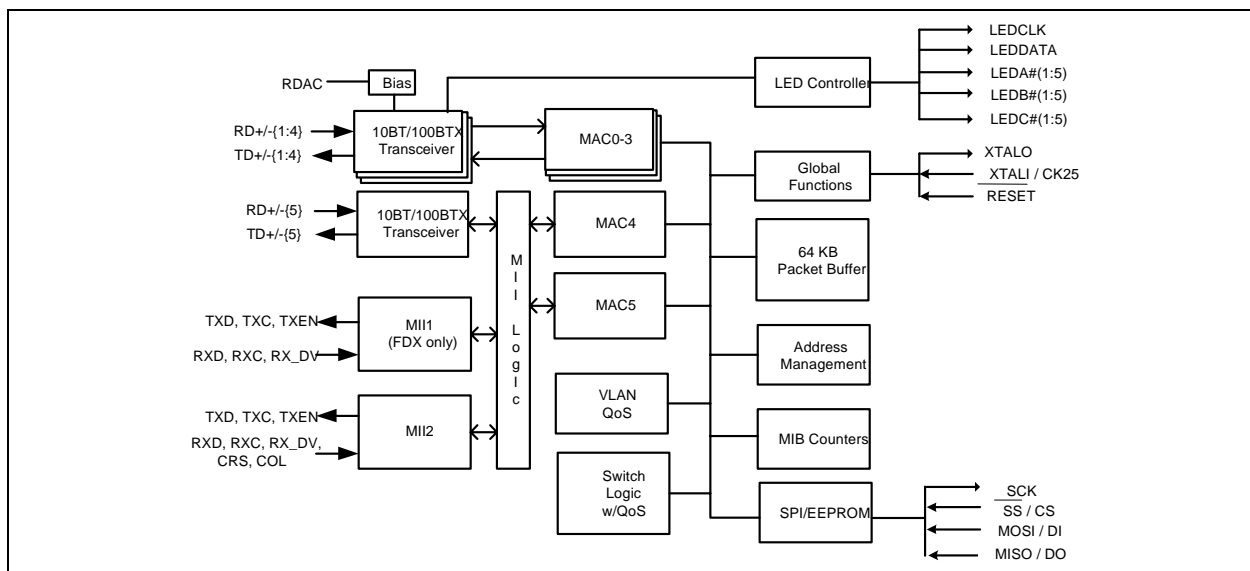 LEDCLK
LEDDATA
LEDA#(1:5)
LEDB#(1:5)
LEDC#(1:5)
LED Controller
RDAC
Bias
RD+/-{1:4}
TD+/-{1:4}
10BT/100BTX
Transceiver
MAC0-3
Global
Functions
XTALO
XTALI / CK25
RESET
RD+/-{5}
TD+/-{5}
10BT/100BTX
Transceiver
MII LogIc
MAC4
64 KB
Packet Buffer
MAC5
TXD, TXC, TXEN
RXD, RXC, RX_DV
MII1
(FDX only)
Address
Management
VLAN
QoS
TXD, TXC, TXEN
RXD, RXC, RX_DV,
CRS, COL
MII2
MIB Counters
Switch
Logic
w/QoS
SPI/EEPROM
SCK
SS / CS
MOSI / DI
MISO / DO